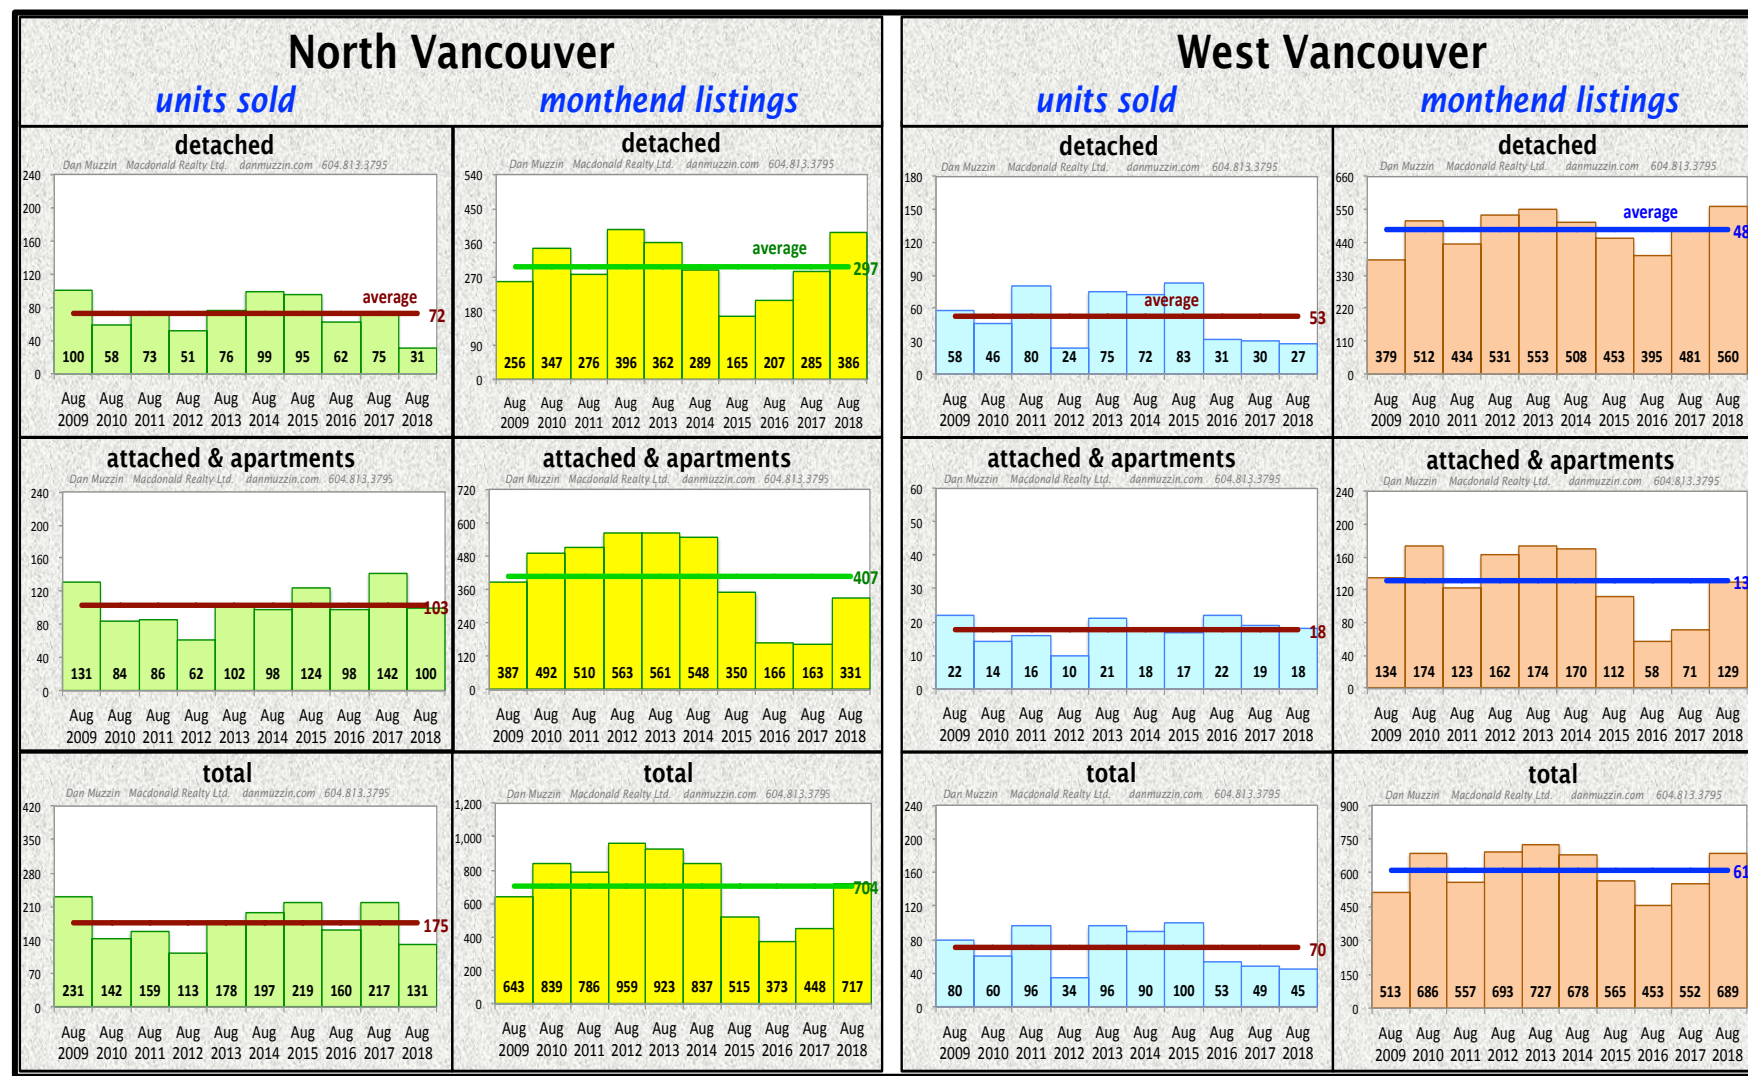 North Vancouver
units sold monthend listings
detached
Dan Muzzin Macdonald Realty Ltd. danmuzzin.com 604.813.3795
240
200
160
120
80
40
0
average
72
100 58 73 51 76 99 95 62 75 31
Aug Aug Aug Aug Aug Aug Aug Aug Aug Aug
2009 2010 2011 2012 2013 2014 2015 2016 2017 2018
detached
Dan Muzzin Macdonald Realty Ltd. danmuzzin.com 604.813.3795
540
450
360
270
180
90
0
average
297
256 347 276 396 362 289 165 207 285 386
Aug Aug Aug Aug Aug Aug Aug Aug Aug Aug
2009 2010 2011 2012 2013 2014 2015 2016 2017 2018
attached & apartments
Dan Muzzin Macdonald Realty Ltd. danmuzzin.com 604.813.3795
240
200
160
120
80
40
0
103
131 84 86 62 102 98 124 98 142 100
Aug Aug Aug Aug Aug Aug Aug Aug Aug Aug
2009 2010 2011 2012 2013 2014 2015 2016 2017 2018
attached & apartments
Dan Muzzin Macdonald Realty Ltd. danmuzzin.com 604.813.3795
720
600
480
360
240
120
0
407
387 492 510 563 561 548 350 166 163 331
Aug Aug Aug Aug Aug Aug Aug Aug Aug Aug
2009 2010 2011 2012 2013 2014 2015 2016 2017 2018
total
Dan Muzzin Macdonald Realty Ltd. danmuzzin.com 604.813.3795
420
350
280
210
140
70
0
175
231 142 159 113 178 197 219 160 217 131
Aug Aug Aug Aug Aug Aug Aug Aug Aug Aug
2009 2010 2011 2012 2013 2014 2015 2016 2017 2018
total
Dan Muzzin Macdonald Realty Ltd. danmuzzin.com 604.813.3795
1,200
1,000
800
600
400
200
0
704
643 839 786 959 923 837 515 373 448 717
Aug Aug Aug Aug Aug Aug Aug Aug Aug Aug
2009 2010 2011 2012 2013 2014 2015 2016 2017 2018
West Vancouver
units sold monthend listings
detached
Dan Muzzin Macdonald Realty Ltd. danmuzzin.com 604.813.3795
180
150
120
90
60
30
0
average
53
58 46 80 24 75 72 83 31 30 27
Aug Aug Aug Aug Aug Aug Aug Aug Aug Aug
2009 2010 2011 2012 2013 2014 2015 2016 2017 2018
detached
Dan Muzzin Macdonald Realty Ltd. danmuzzin.com 604.813.3795
660
550
440
330
220
110
0
average
48
379 512 434 531 553 508 453 395 481 560
Aug Aug Aug Aug Aug Aug Aug Aug Aug Aug
2009 2010 2011 2012 2013 2014 2015 2016 2017 2018
attached & apartments
Dan Muzzin Macdonald Realty Ltd. danmuzzin.com 604.813.3795
60
50
40
30
20
10
0
18
22 14 16 10 21 18 17 22 19 18
Aug Aug Aug Aug Aug Aug Aug Aug Aug Aug
2009 2010 2011 2012 2013 2014 2015 2016 2017 2018
attached & apartments
Dan Muzzin Macdonald Realty Ltd. danmuzzin.com 604.813.3795
240
200
160
120
80
40
0
13
134 174 123 162 174 170 112 58 71 129
Aug Aug Aug Aug Aug Aug Aug Aug Aug Aug
2009 2010 2011 2012 2013 2014 2015 2016 2017 2018
total
Dan Muzzin Macdonald Realty Ltd. danmuzzin.com 604.813.3795
240
200
160
120
80
40
0
70
80 60 96 34 96 90 100 53 49 45
Aug Aug Aug Aug Aug Aug Aug Aug Aug Aug
2009 2010 2011 2012 2013 2014 2015 2016 2017 2018
total
Dan Muzzin Macdonald Realty Ltd. danmuzzin.com 604.813.3795
900
750
600
450
300
150
0
61
513 686 557 693 727 678 565 453 552 689
Aug Aug Aug Aug Aug Aug Aug Aug Aug Aug
2009 2010 2011 2012 2013 2014 2015 2016 2017 2018